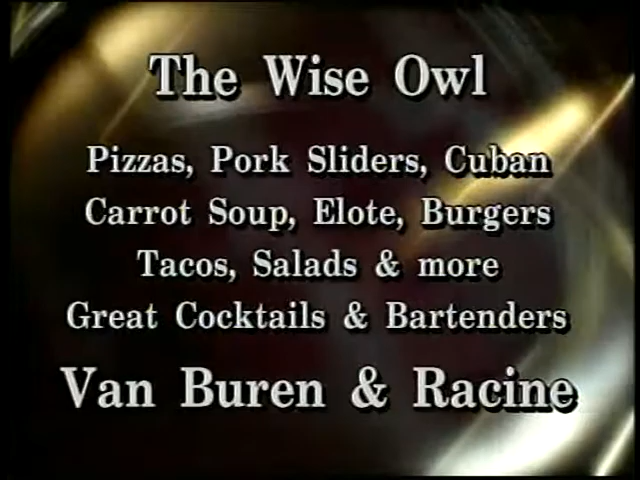 The Wise Owl
Pizzas, Pork Sliders, Cuban
Carrot Soup, Elote, Burgers
Tacos, Salads & more
Great Cocktails & Bartenders
Van Buren & Racine